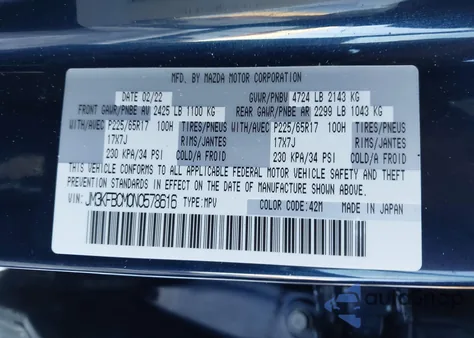 MFD. BY MAZDA MOTOR CORPORATION
DATE 02/22 GVWR/PNBV 4724 LB 2143 KG
FRONT GAWR/PNBE AV 2425 LB 1100 KG REAR GAWR/PNBE AR 2299 LB 1043 KG
WITH/AVEC P225/65R17 100H TIRES/PNEUS WITH/AVEC P225/65R17 100H TIRES/PNEUS
17X7J RIMS/JANTES 17X7J RIMS/JANTES
230 KPA/34 PSI COLD/A FROID 230 KPA/34 PSI COLD/A FROID
THIS VEHICLE CONFORMS TO ALL APPLICABLE FEDERAL MOTOR VEHICLE SAFETY AND THEFT
PREVENTION STANDARDS IN EFFECT ON THE DATE OF MANUFACTURE SHOWN ABOVE.
VIN: JM3KFBCM0N0578616 TYPE:MPV COLOR CODE:42M MADE IN JAPAN
autoshop